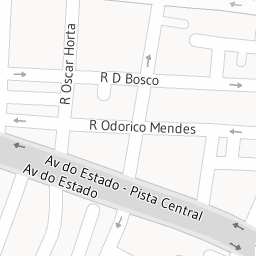 R Oscar Horta
R D Bosco
R Odorico Mendes
Av do Estado - Pista Central
Av do Estado